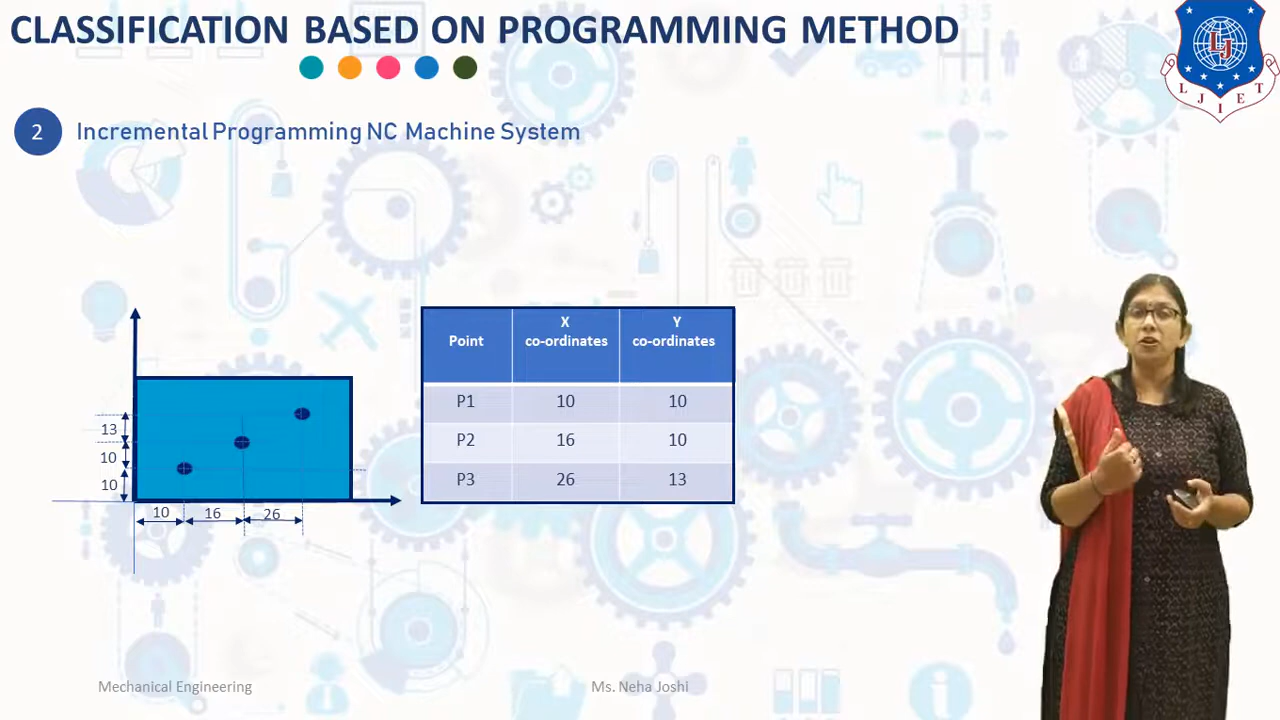 CLASSIFICATION BASED ON PROGRAMMING METHOD
LJIET
2 Incremental Programming NC Machine System
13
10
10
10 16 26
Point X co-ordinates Y co-ordinates
P1 10 10
P2 16 10
P3 26 13
Mechanical Engineering
Ms. Neha Joshi